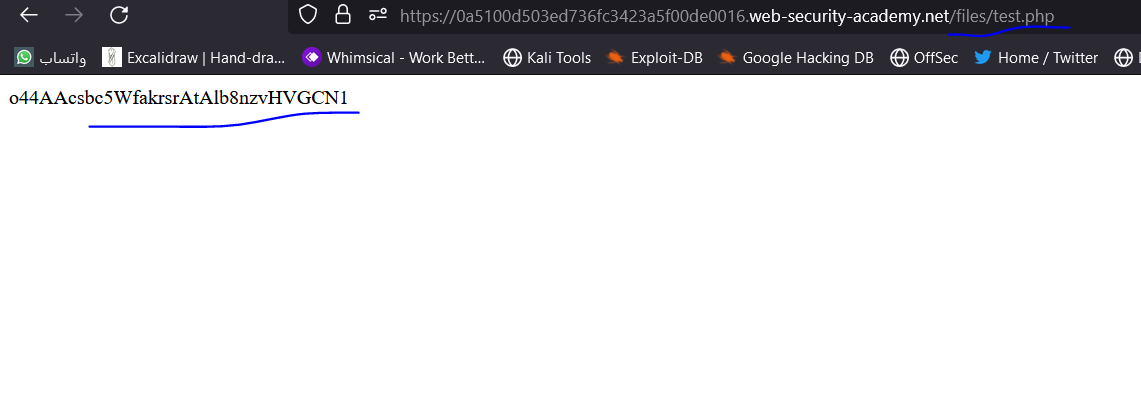 https://0a5100d503ed736fc3423a5f00de0016.web-security-academy.net/files/test.php
واتساب Excalidraw | Hand-dra... Whimsical - Work Bett... Kali Tools Exploit-DB Google Hacking DB OffSec Home / Twitter
o44AAcsbc5WfakrsrAtAlb8nzvHVGCN1